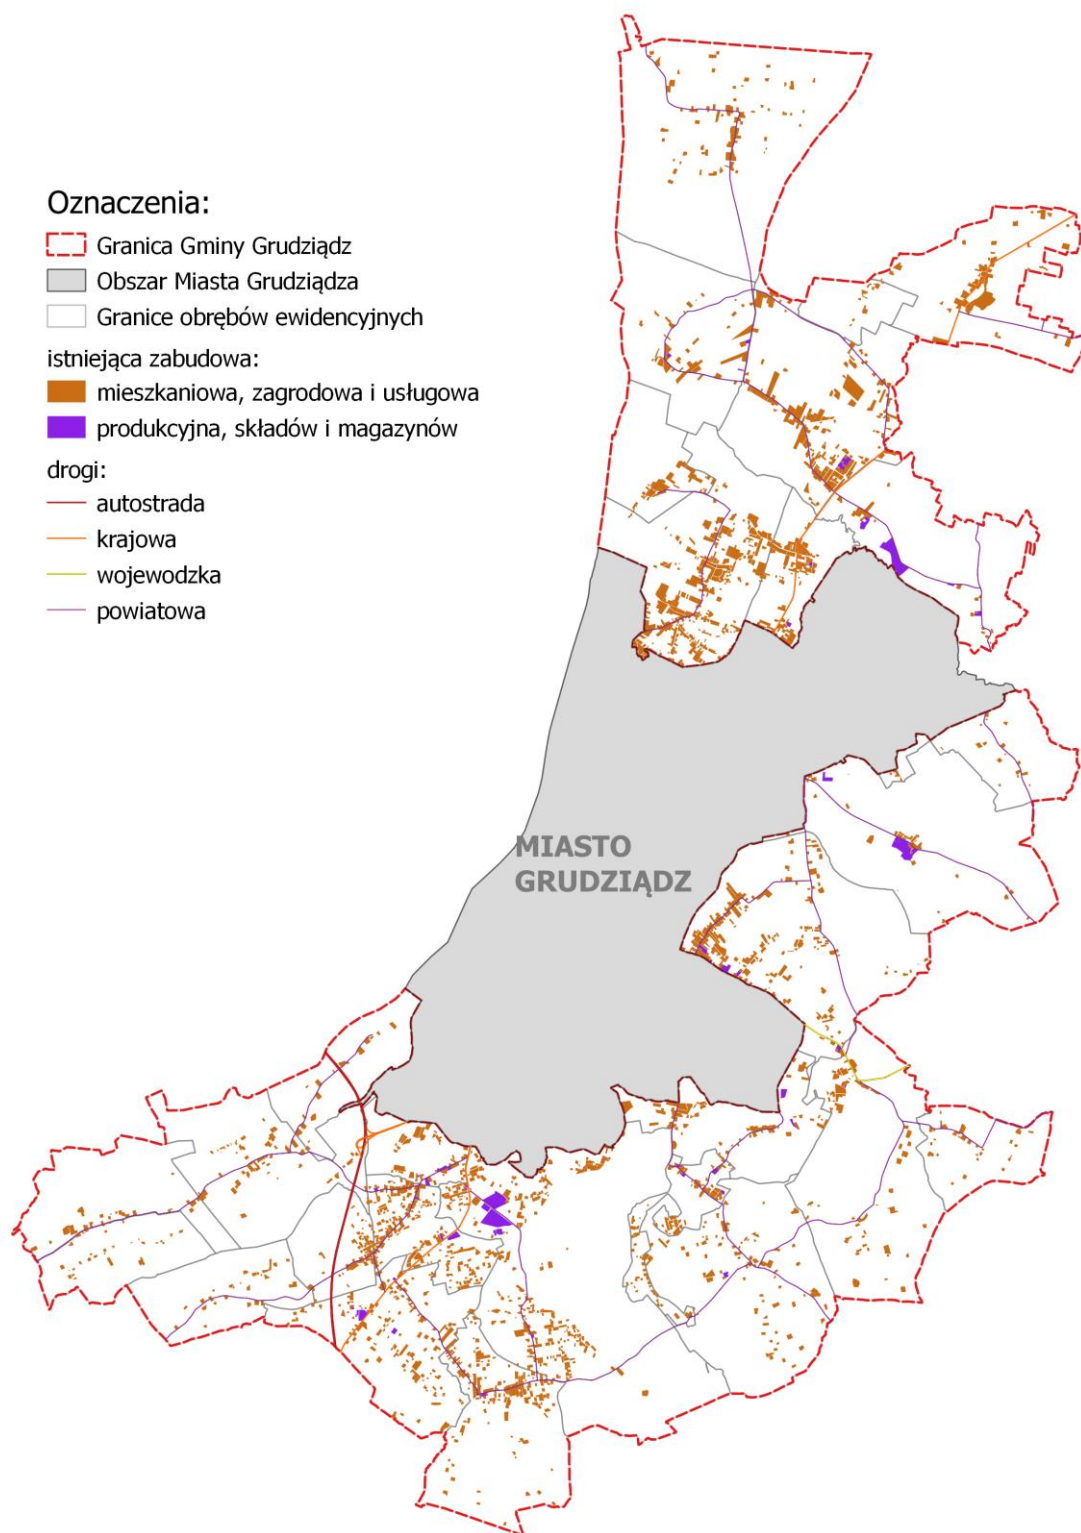 Oznaczenia:
Granica Gminy Grudziądz
Obszar Miasta Grudziądza
Granice obrębów ewidencyjnych
istniejąca zabudowa:
mieszkaniowa, zagrodowa i usługowa
produkcyjna, składów i magazynów
drogi:
autostrada
krajowa
wojewodzka
powiatowa
MIASTO
GRUDZIĄDZ